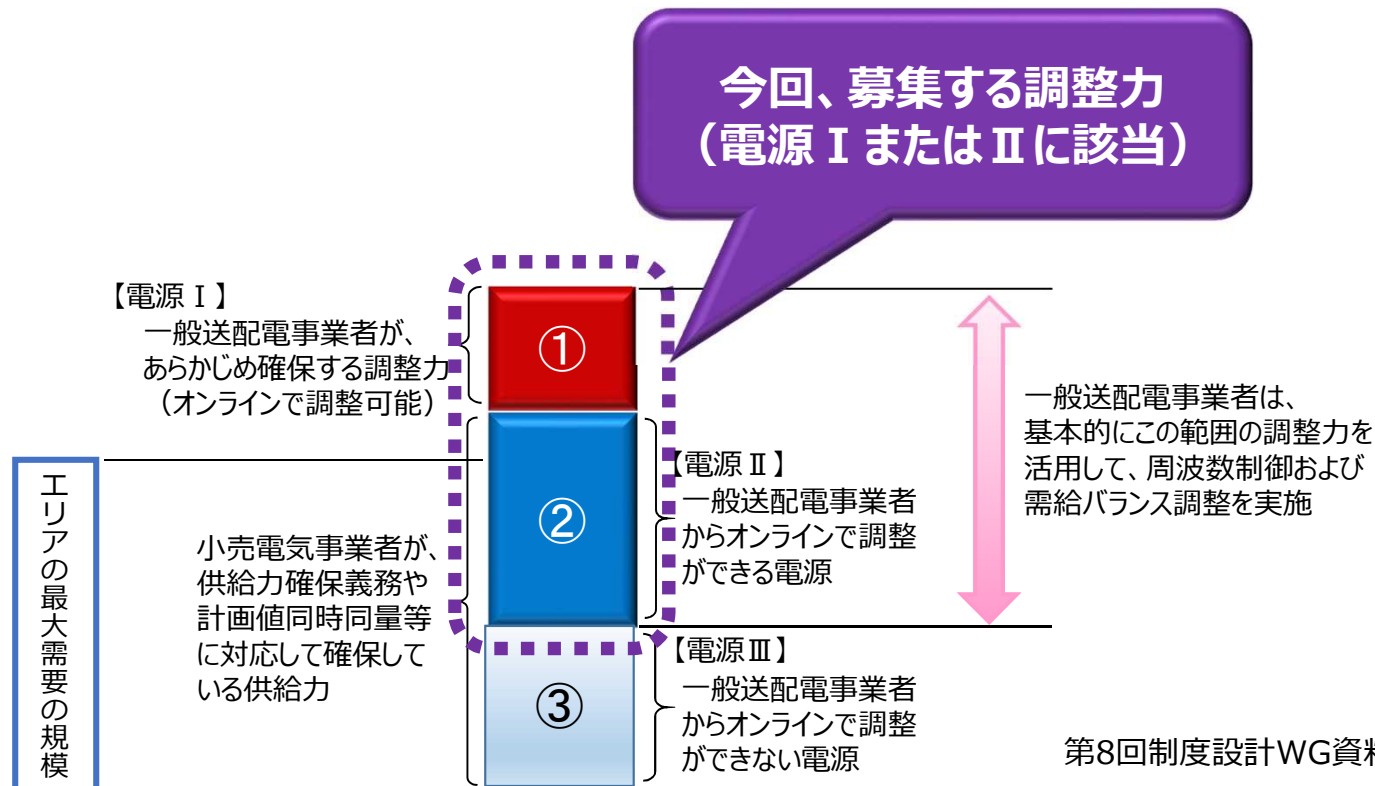 今回、募集する調整力
（電源Ⅰまたは Ⅱに該当）
【電源Ⅰ】
一般送配電事業者が、
あらかじめ確保する調整力
（オンラインで調整可能）
①
②
③
【電源Ⅱ】
一般送配電事業者
からオンラインで調整
ができる電源
小売電気事業者が、
供給力確保義務や
計画値同時同量等
に対応して確保して
いる供給力
【電源Ⅲ】
一般送配電事業者
からオンラインで調整
ができない電源
エリアの最大需要の規模
一般送配電事業者は、
基本的にこの範囲の調整力を
活用して、周波数制御および
需給バランス調整を実施
第8回制度設計WG資料